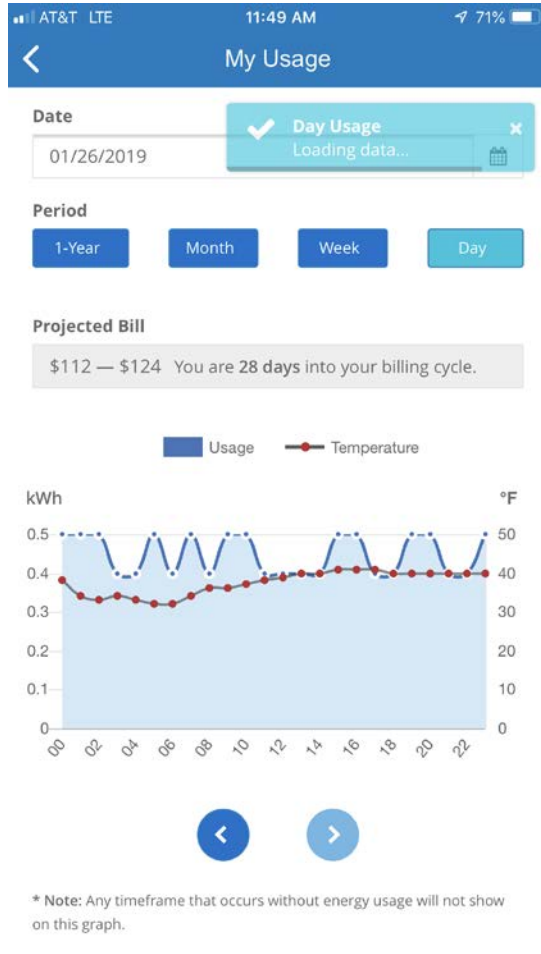 AT&T LTE 11:49 AM 71%
My Usage
Date
Day Usage
Loading data...
01/26/2019
Period
1-Year Month Week Day
Projected Bill
$112 — $124 You are 28 days into your billing cycle.
Usage Temperature
kWh °F
0.5 50
0.4 40
0.3 30
0.2 20
0.1 10
0 0
00 02 04 06 08 10 12 14 16 18 20 22
* Note: Any timeframe that occurs without energy usage will not show
on this graph.